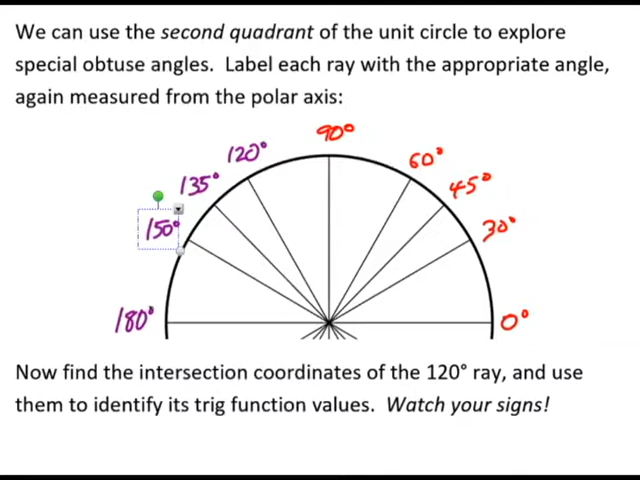 We can use the second quadrant of the unit circle to explore
special obtuse angles.  Label each ray with the appropriate angle,
again measured from the polar axis:
90°
120°
60°
135°
45°
150°
30°
180°
0°
Now find the intersection coordinates of the 120° ray, and use
them to identify its trig function values.  Watch your signs!